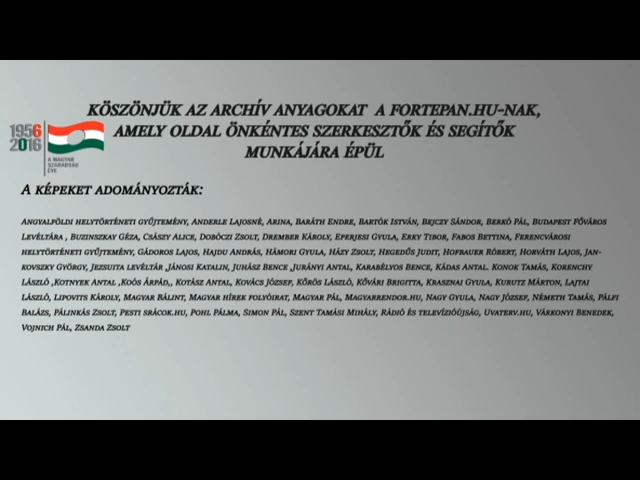 KÖSZÖNJÜK AZ ARCHÍV ANYAGOKAT A FORTEPAN.HU-NAK,
AMELY OLDAL ÖNKÉNTES SZERKESZTŐK ÉS SEGÍTŐK
MUNKÁJÁRA ÉPÜL
1956
2016
A MAGYAR
SZABADSÁG
ÉVE
A KÉPEKET ADOMÁNYOZTÁK:
Angyalföldi helytörténeti gyűjtemény, Anderle Lajosné, Arina, Baráth Endre, Bartók István, Bejczy Sándor, Berkó Pál, Budapest Főváros
Levéltára , Buzinszkay Géza, Császy Alice, Dobóczi Zsolt, Drember Károly, Eperjesi Gyula, Erky Tibor, Fabos Bettina, Ferencvárosi
helytörténeti gyűjtemény, Gádoros Lajos, Hajdu András, Hámori Gyula, Házy Zsolt, Hegedűs Judit, Hofbauer Róbert, Horváth Lajos, Jan-
kovszky György, Jezsuita levéltár Jánosi Katalin, Juhász Bence ,Jurányi Antal, Karabélyos Bence, Kádas Antal. Konok Tamás, Korenchy
László ,Kotnyek Antal ,Koós Árpád,, Kotász Antal, Kovács József, Kőrös László, Kővári Brigitta, Krasznai Gyula, Kurutz Márton, Lajtai
László, Lipovits Károly, Magyar Bálint, Magyar hírek folyóirat, Magyar Pál, Magyarrendor.hu, Nagy Gyula, Nagy József, Németh Tamás, Pálfi
Balázs, Pálinkás Zsolt, Pesti srácok.hu, Pohl Pálma, Simon Pál, Szent Tamási Mihály, Rádió és televízióújság, Uvaterv.hu, Várkonyi Benedek,
Vojnich Pál, Zsanda Zsolt